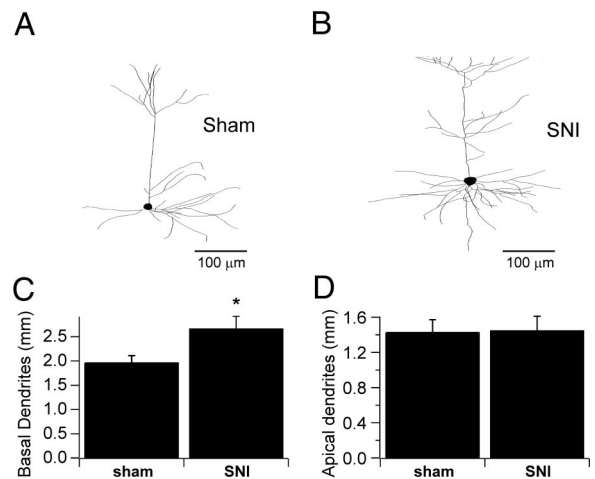 A
B
Sham
SNI
100 μm
100 μm
C
D
*
Basal Dendrites (mm)
2.5
2.0
1.5
1.0
0.5
0.0
sham
SNI
Apical dendrites (mm)
1.6
1.2
0.8
0.4
0.0
sham
SNI